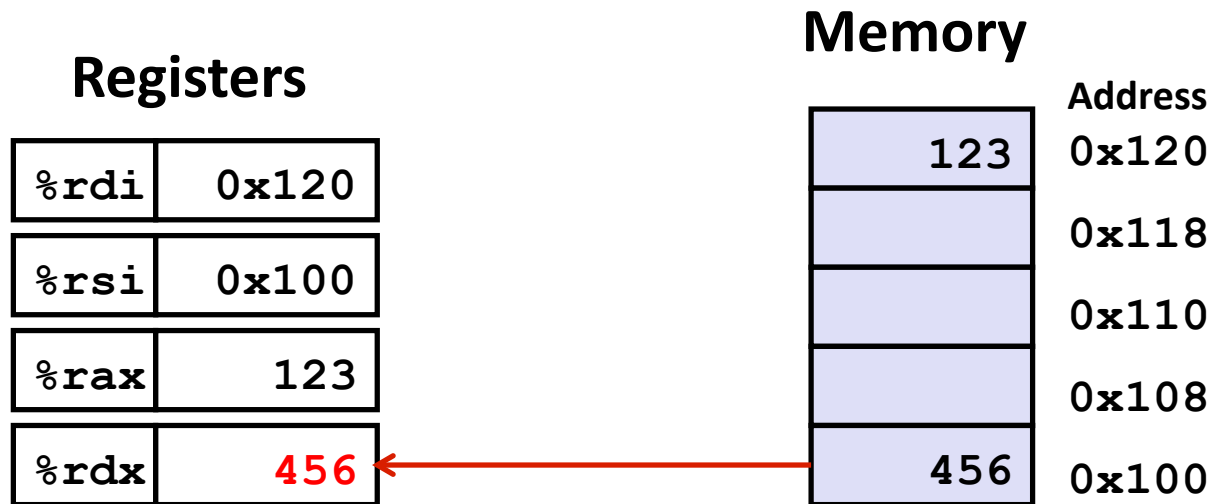 Registers
%rdi 0x120
%rsi 0x100
%rax 123
%rdx 456
Memory
Address
123 0x120
0x118
0x110
0x108
456 0x100